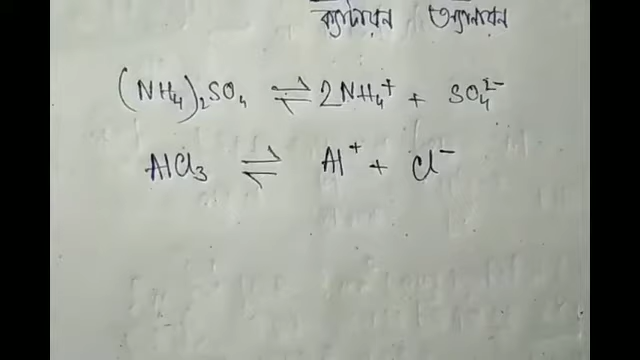 ক্যাটায়ন অ্যানায়ন
(NH₄)₂SO₄ ⇌ 2NH₄⁺ + SO₄²⁻
AlCl₃ ⇌ Al⁺ + Cl⁻